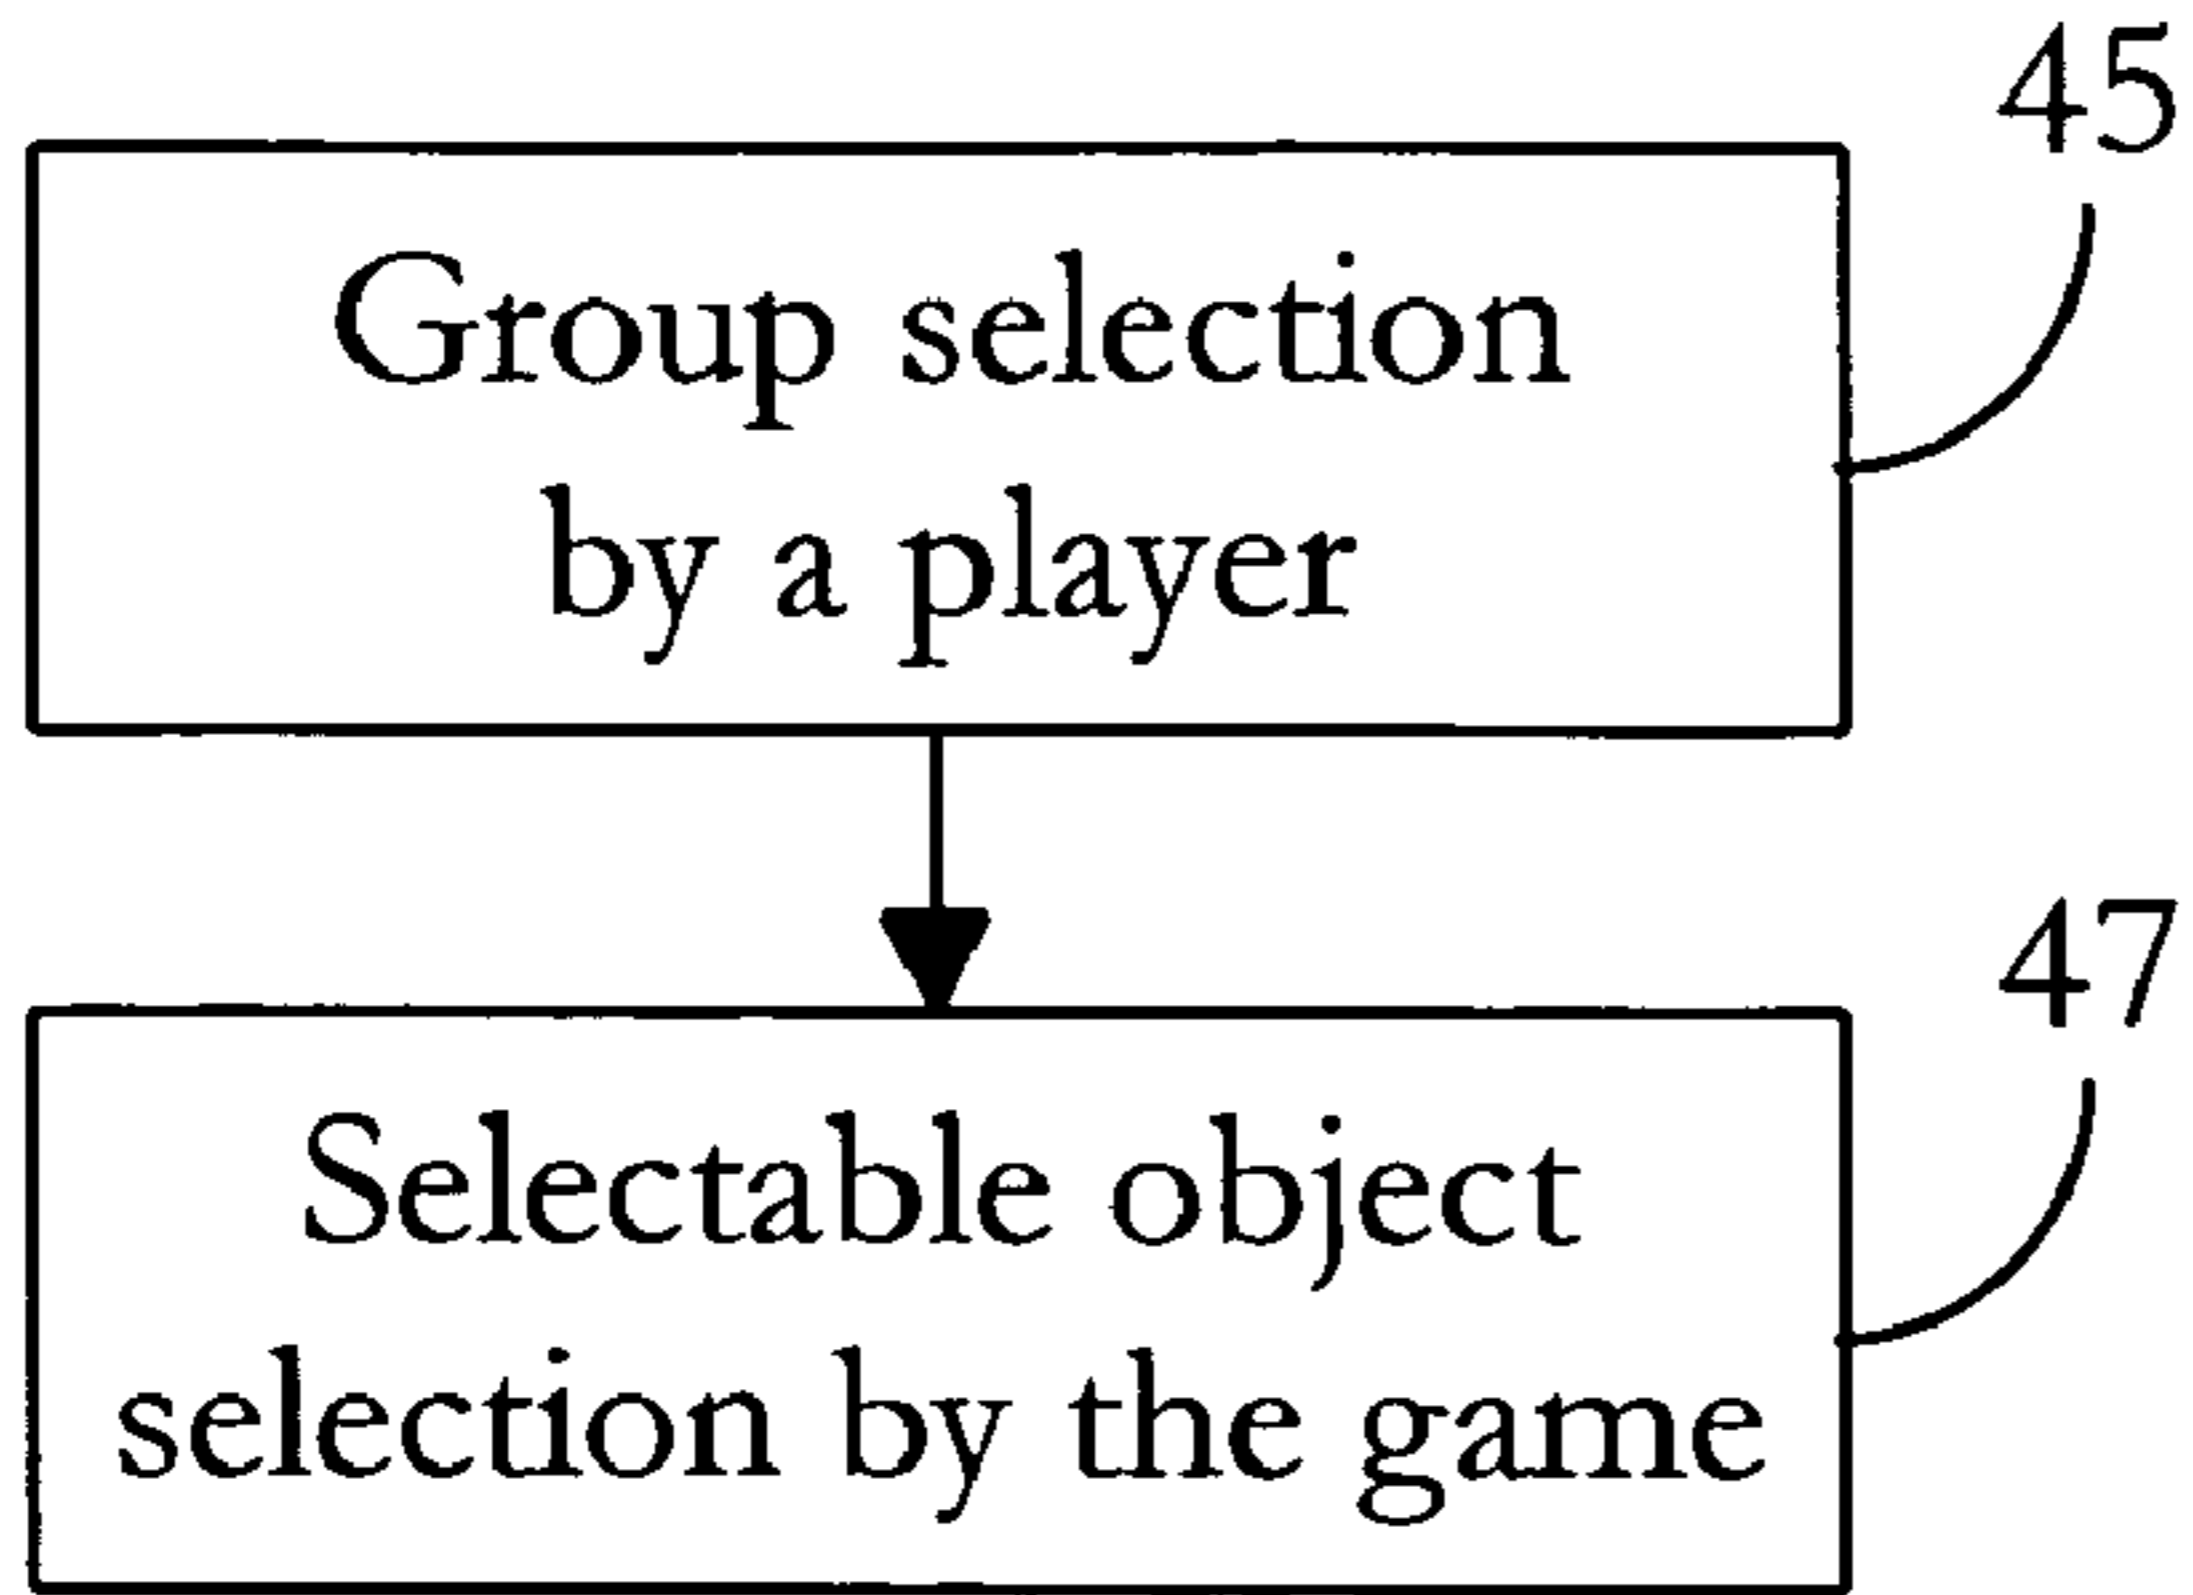 45
Group selection
by a player
47
Selectable object
selection by the game